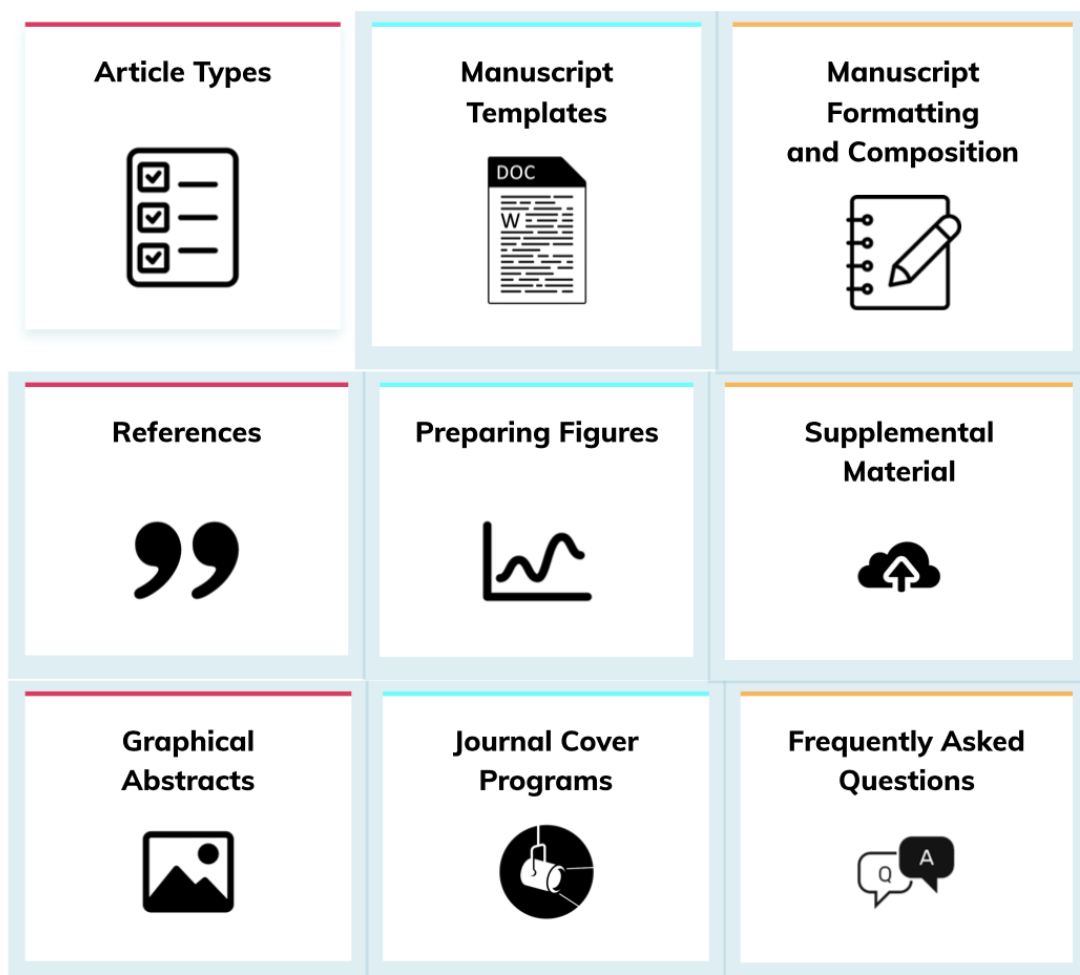 Article Types
Manuscript
Templates
DOC
W
Manuscript
Formatting
and Composition
References
Preparing Figures
Supplemental
Material
Graphical
Abstracts
Journal Cover
Programs
Frequently Asked
Questions
Q
A